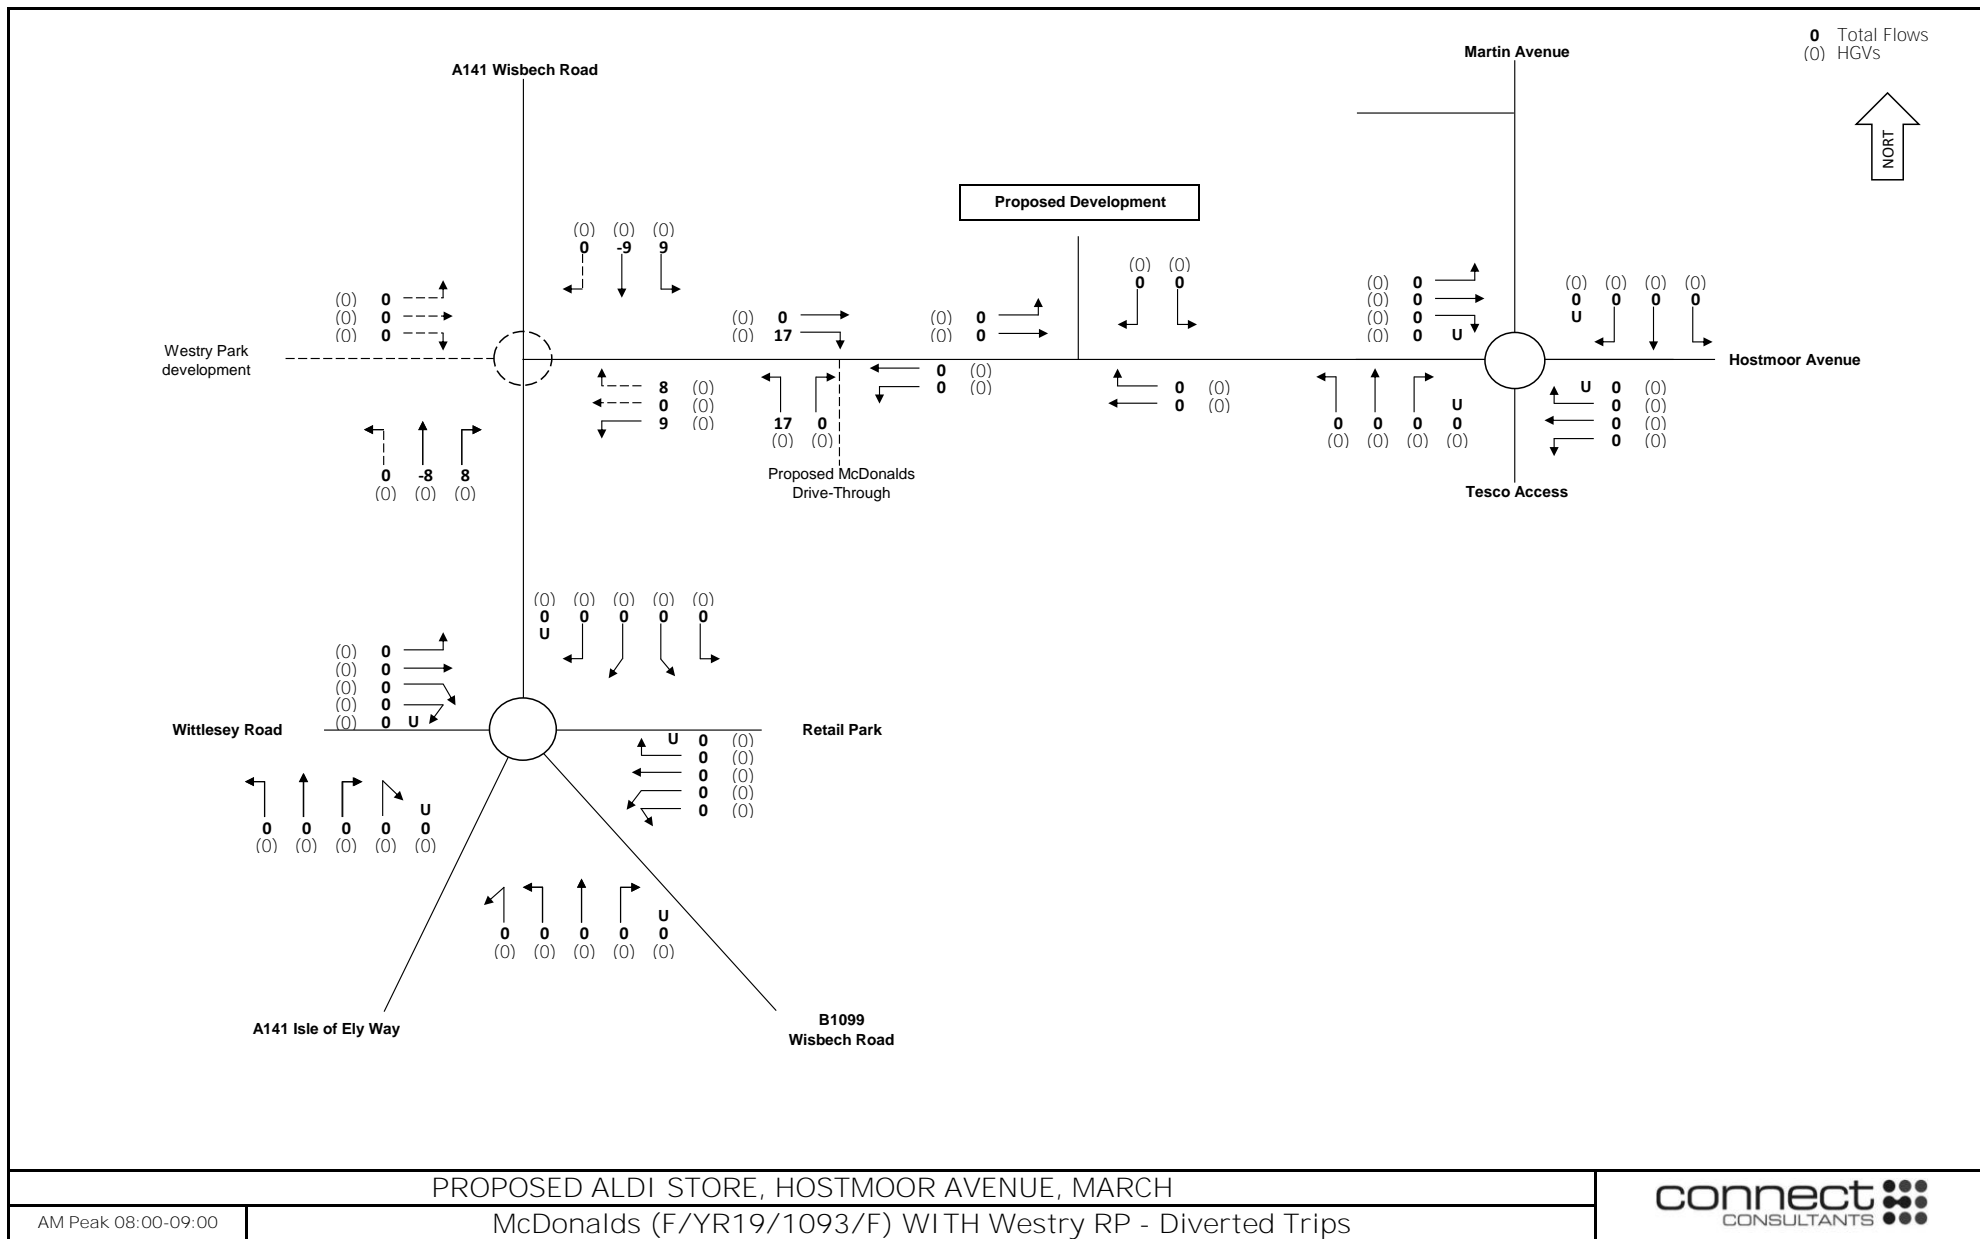 0 Total Flows
(0) HGVs
Martin Avenue
A141 Wisbech Road
NORT
Proposed Development
(0) (0) (0)
0 -9 9
(0) (0)
0 0
(0) 0
(0) 0
(0) 0
(0) 0
(0) 17
(0) 0
(0) 0
(0) 0
(0) 0
(0) 0
(0) 0 U
(0) (0) (0) (0)
0 0 0 0
U
Westry Park
development
Hostmoor Avenue
8 (0)
0 (0)
9 (0)
17 0
(0) (0)
0 (0)
0 (0)
0 (0)
0 (0)
U
0 0 0 0
(0) (0) (0) (0)
U 0 (0)
0 (0)
0 (0)
0 (0)
0 -8 8
(0) (0) (0)
Proposed McDonalds
Drive-Through
Tesco Access
(0) (0) (0) (0) (0)
0 0 0 0 0
U
(0) 0
(0) 0
(0) 0
(0) 0
(0) 0 U
Wittlesey Road
Retail Park
U 0 (0)
0 (0)
0 (0)
0 (0)
0 (0)
U
0 0 0 0 0
(0) (0) (0) (0) (0)
U
0 0 0 0 0
(0) (0) (0) (0) (0)
A141 Isle of Ely Way
B1099
Wisbech Road
PROPOSED ALDI STORE, HOSTMOOR AVENUE, MARCH
AM Peak 08:00-09:00
McDonalds (F/YR19/1093/F) WITH Westry RP - Diverted Trips
connect
CONSULTANTS